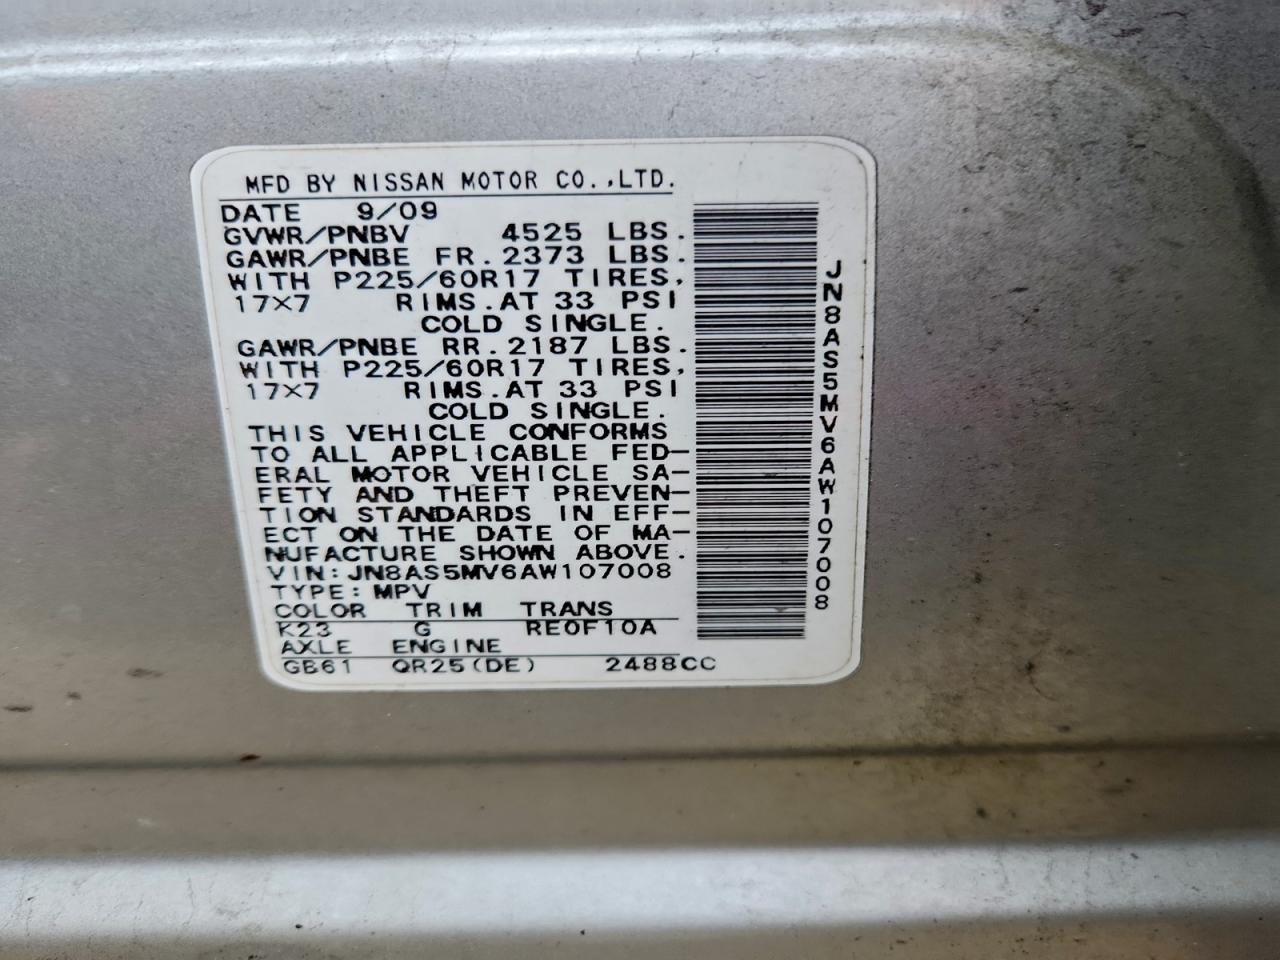 MFD BY NISSAN MOTOR CO.,LTD.
DATE 9/09
GVWR/PNBV 4525 LBS.
GAWR/PNBE FR. 2373 LBS.
WITH P225/60R17 TIRES,
17×7 RIMS. AT 33 PSI
COLD SINGLE.
GAWR/PNBE RR. 2187 LBS.
WITH P225/60R17 TIRES,
17×7 RIMS. AT 33 PSI
COLD SINGLE.
THIS VEHICLE CONFORMS
TO ALL APPLICABLE FED-
ERAL MOTOR VEHICLE SA-
FETY AND THEFT PREVEN-
TION STANDARDS IN EFF-
ECT ON THE DATE OF MA-
NUFACTURE SHOWN ABOVE.
VIN: JN8AS5MV6AW107008
TYPE: MPV
COLOR TRIM TRANS
K23 G RE0F10A
AXLE ENGINE
GB61 QR25(DE) 2488CC
JN8AS5MV6AW107008